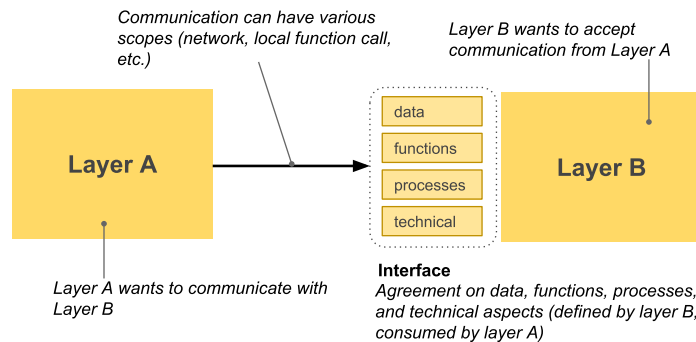 Communication can have various
scopes (network, local function call,
etc.)
Layer B wants to accept
communication from Layer A
Layer A
data
functions
processes
technical
Layer B
Layer A wants to communicate with
Layer B
Interface
Agreement on data, functions, processes,
and technical aspects (defined by layer B,
consumed by layer A)